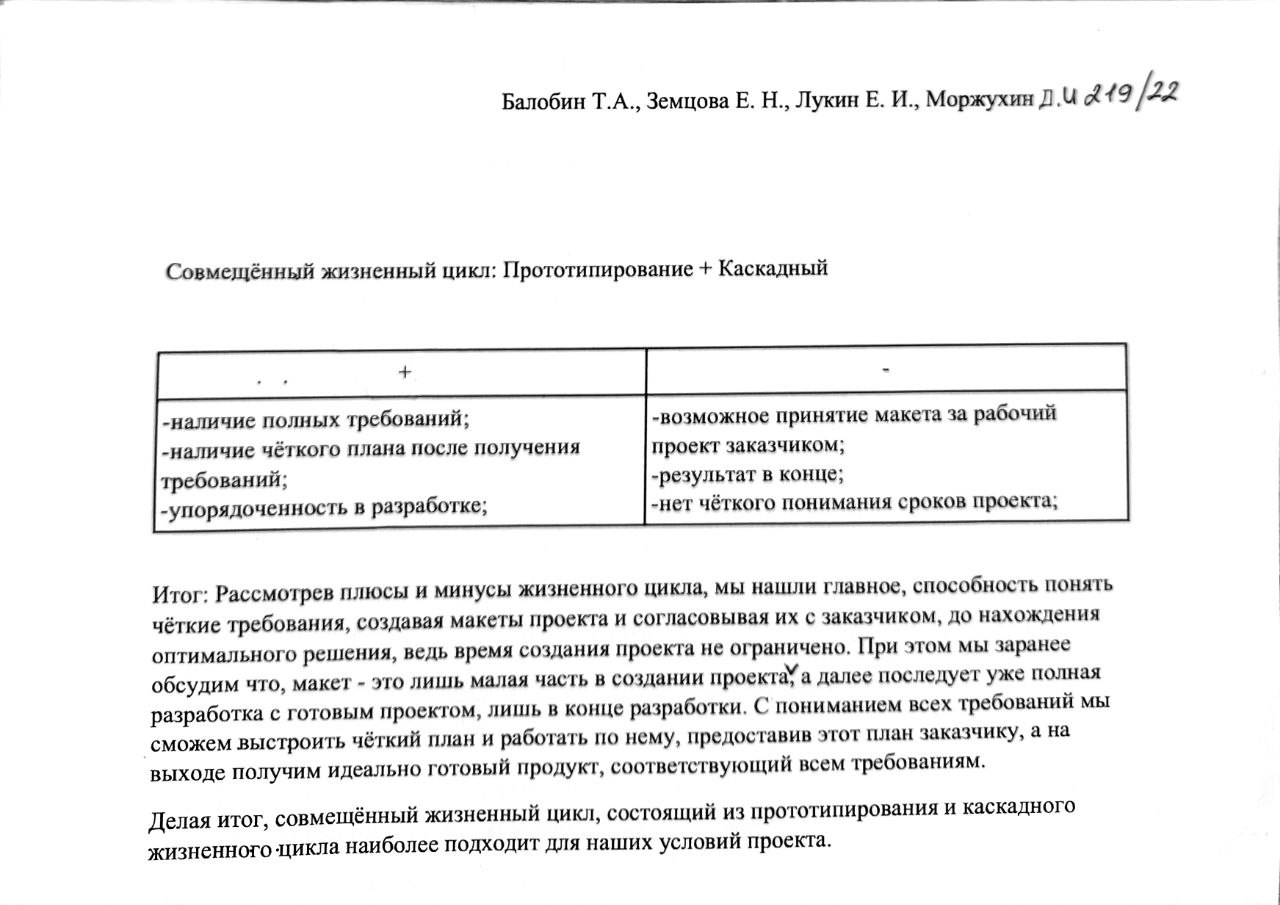 Балобин Т.А., Земцова Е. Н., Лукин Е. И., Моржухин Д.И 219/22
Совмещённый жизненный цикл: Прототипирование + Каскадный
+
-
-наличие полных требований;
-наличие чёткого плана после получения
требований;
-упорядоченность в разработке;
-возможное принятие макета за рабочий
проект заказчиком;
-результат в конце;
-нет чёткого понимания сроков проекта;
Итог: Рассмотрев плюсы и минусы жизненного цикла, мы нашли главное, способность понять
чёткие требования, создавая макеты проекта и согласовывая их с заказчиком, до нахождения
оптимального решения, ведь время создания проекта не ограничено. При этом мы заранее
обсудим что, макет - это лишь малая часть в создании проекта, а далее последует уже полная
разработка с готовым проектом, лишь в конце разработки. С пониманием всех требований мы
сможем выстроить чёткий план и работать по нему, предоставив этот план заказчику, а на
выходе получим идеально готовый продукт, соответствующий всем требованиям.
Делая итог, совмещённый жизненный цикл, состоящий из прототипирования и каскадного
жизненного цикла наиболее подходит для наших условий проекта.